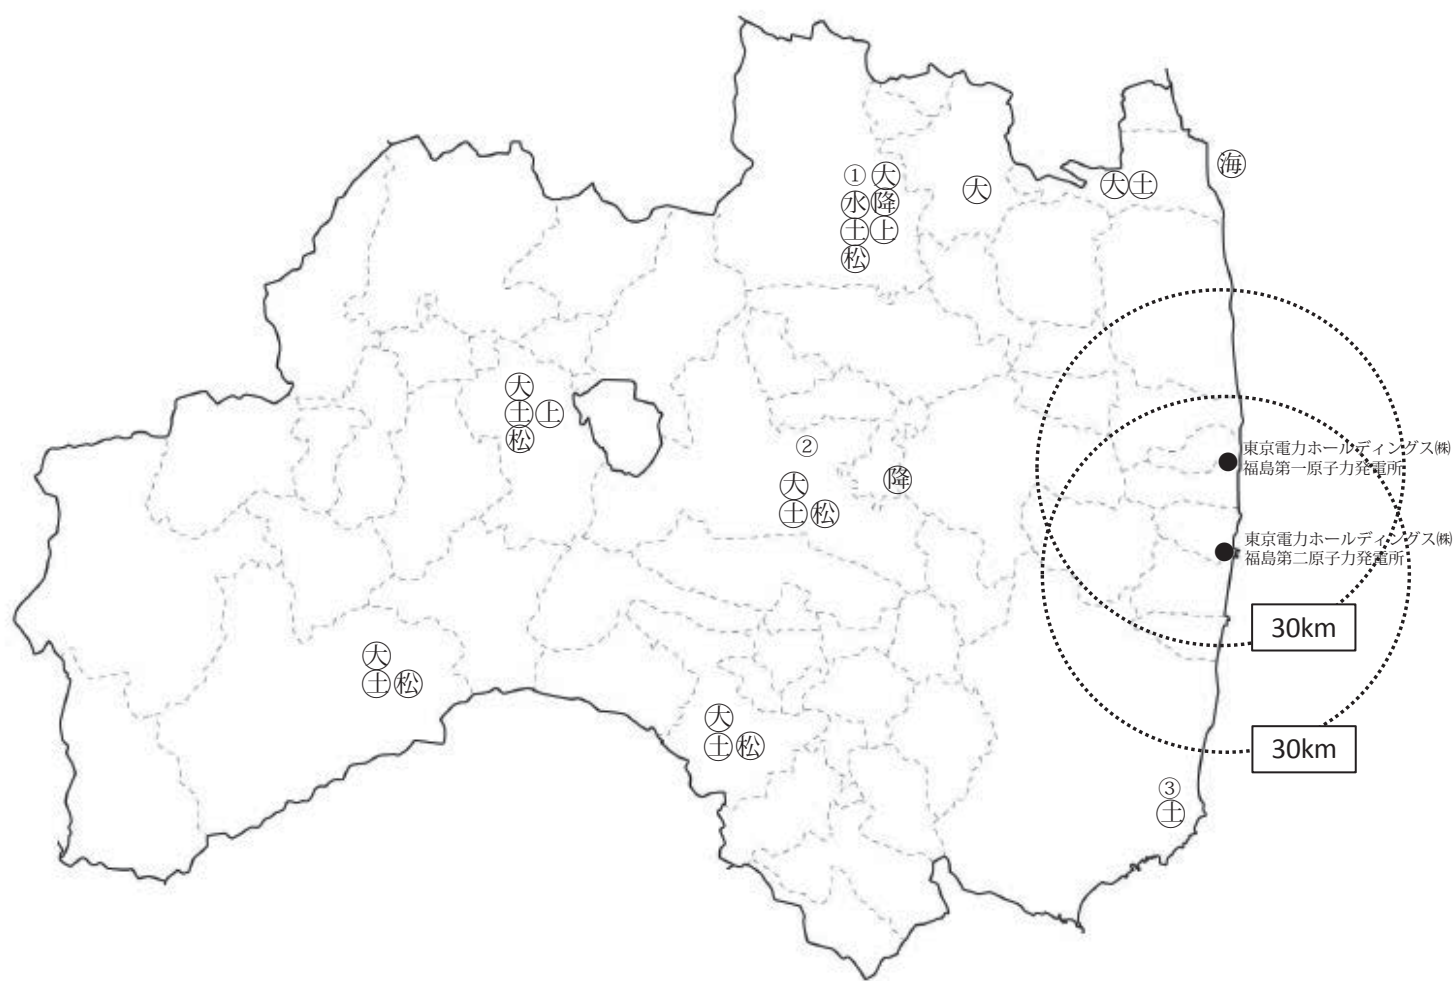 海
①大
大
大土
水降
土上
松
大
土上
松
②
降
大
土松
東京電力ホールディングス㈱
福島第一原子力発電所
東京電力ホールディングス㈱
福島第二原子力発電所
30km
大
土松
大
土松
30km
③
土